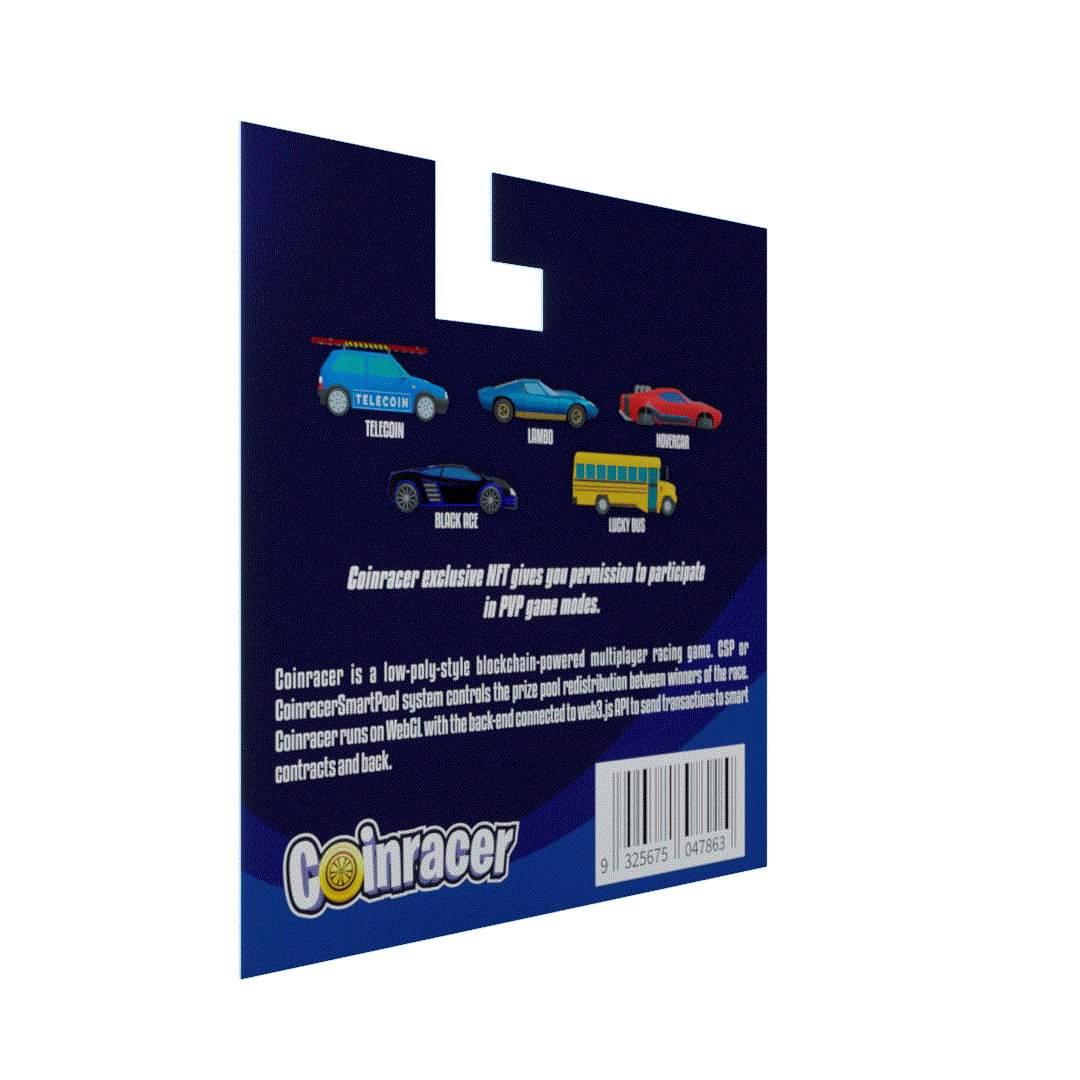 TELECOIN
TELECOIN
LAMBO
HOVERCAR
BLACK ACE
LUCKY BUS
Coinracer exclusive NFT gives you permission to participate
in PVP game modes.
Coinracer is a low-poly-style blockchain-powered multiplayer racing game. CSP or
CoinracerSmartPool system controls the prize pool redistribution between winners of the race.
Coinracer runs on WebGL with the back-end connected to web3.js API to send transactions to smart
contracts and back.
Coinracer
9 325675 047863